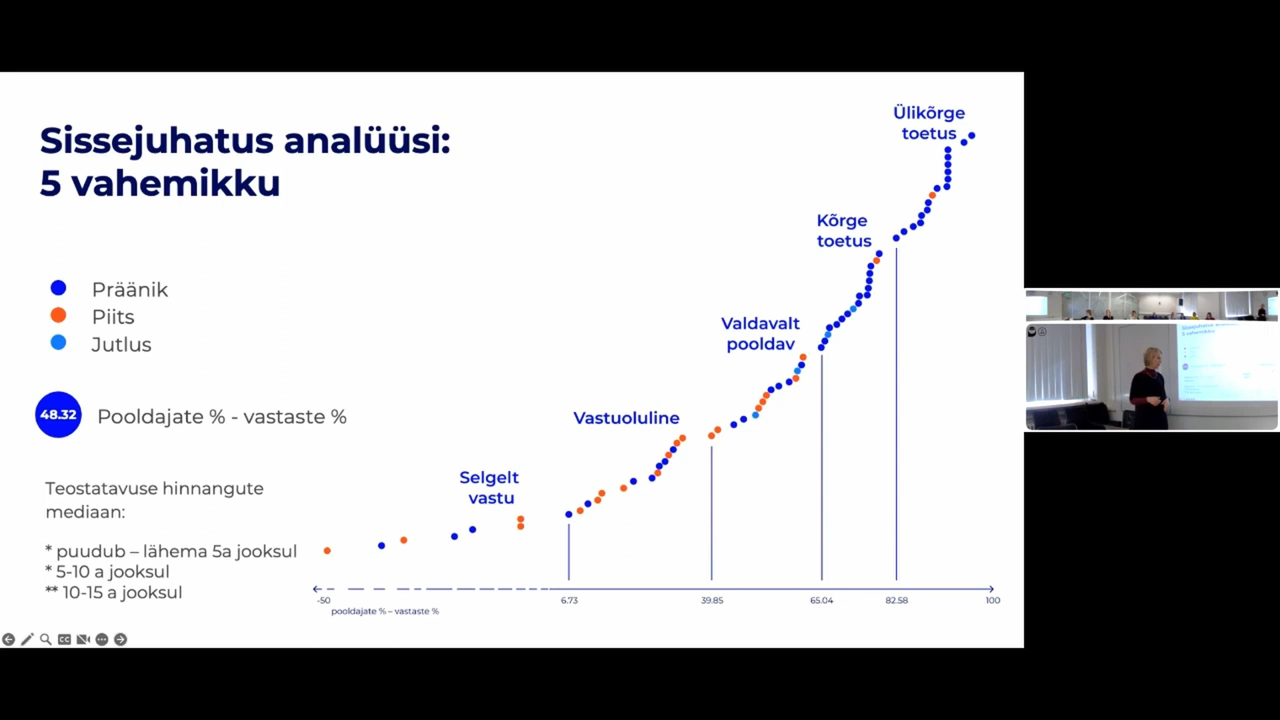 Sissejuhatus analüüsi:
5 vahemikku
Präänik
Piits
Jutlus
48.32
Pooldajate % - vastaste %
Teostatavuse hinnangute
mediaan:
* puudub – lähema 5a jooksul
* 5-10 a jooksul
** 10-15 a jooksul
Selgelt
vastu
Vastuoluline
Valdavalt
pooldav
Kõrge
toetus
Ülikõrge
toetus
-50
6.73
39.85
65.04
82.58
100
pooldajate % – vastaste %
CC